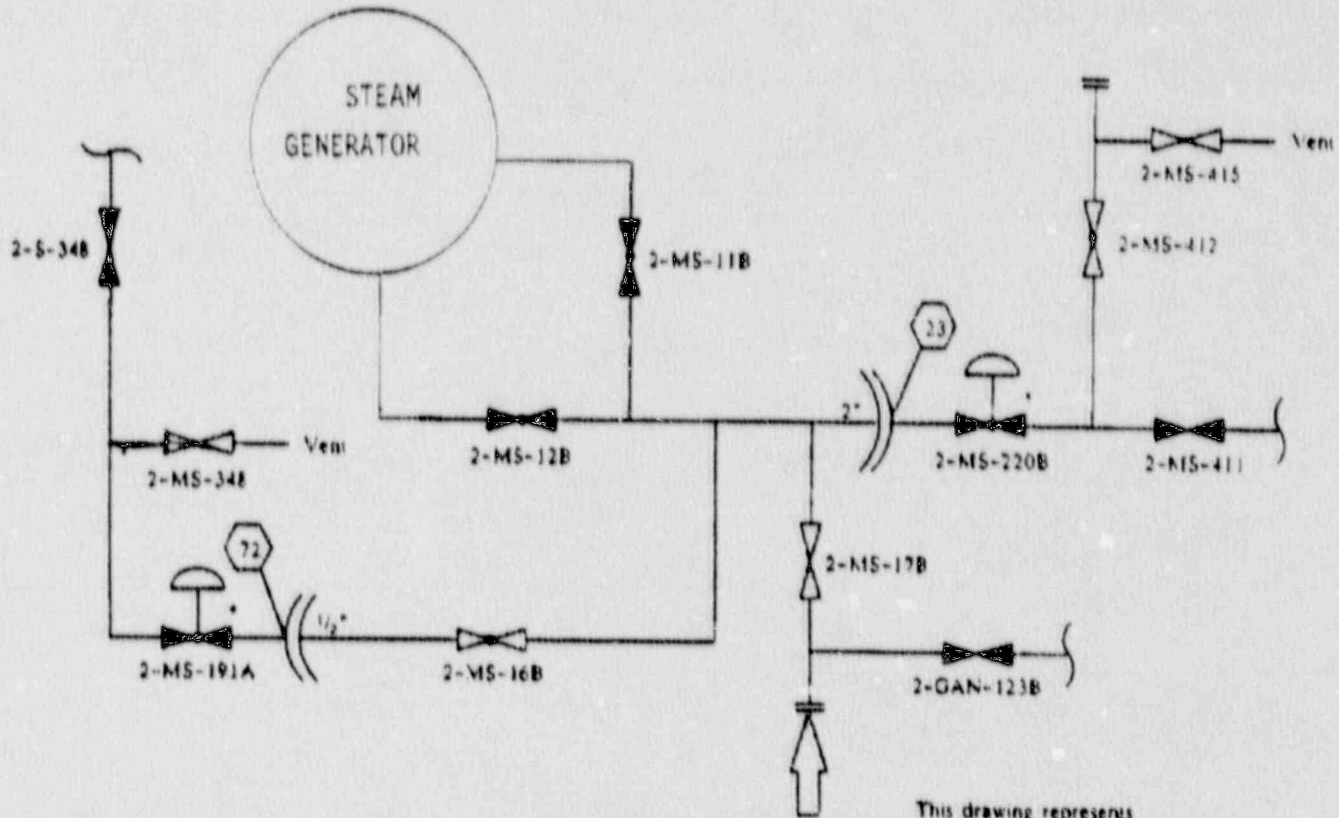 STEAM
GENERATOR
Vent
2-MS-415
2-S-34B
2-MS-11B
2-MS-412
23
2"
Vent
2-MS-12B
2-MS-220B
2-MS-411
2-MS-348
72
2-MS-17B
1/2"
2-MS-191A
2-MS-16B
2-GAN-123B
This drawing represents